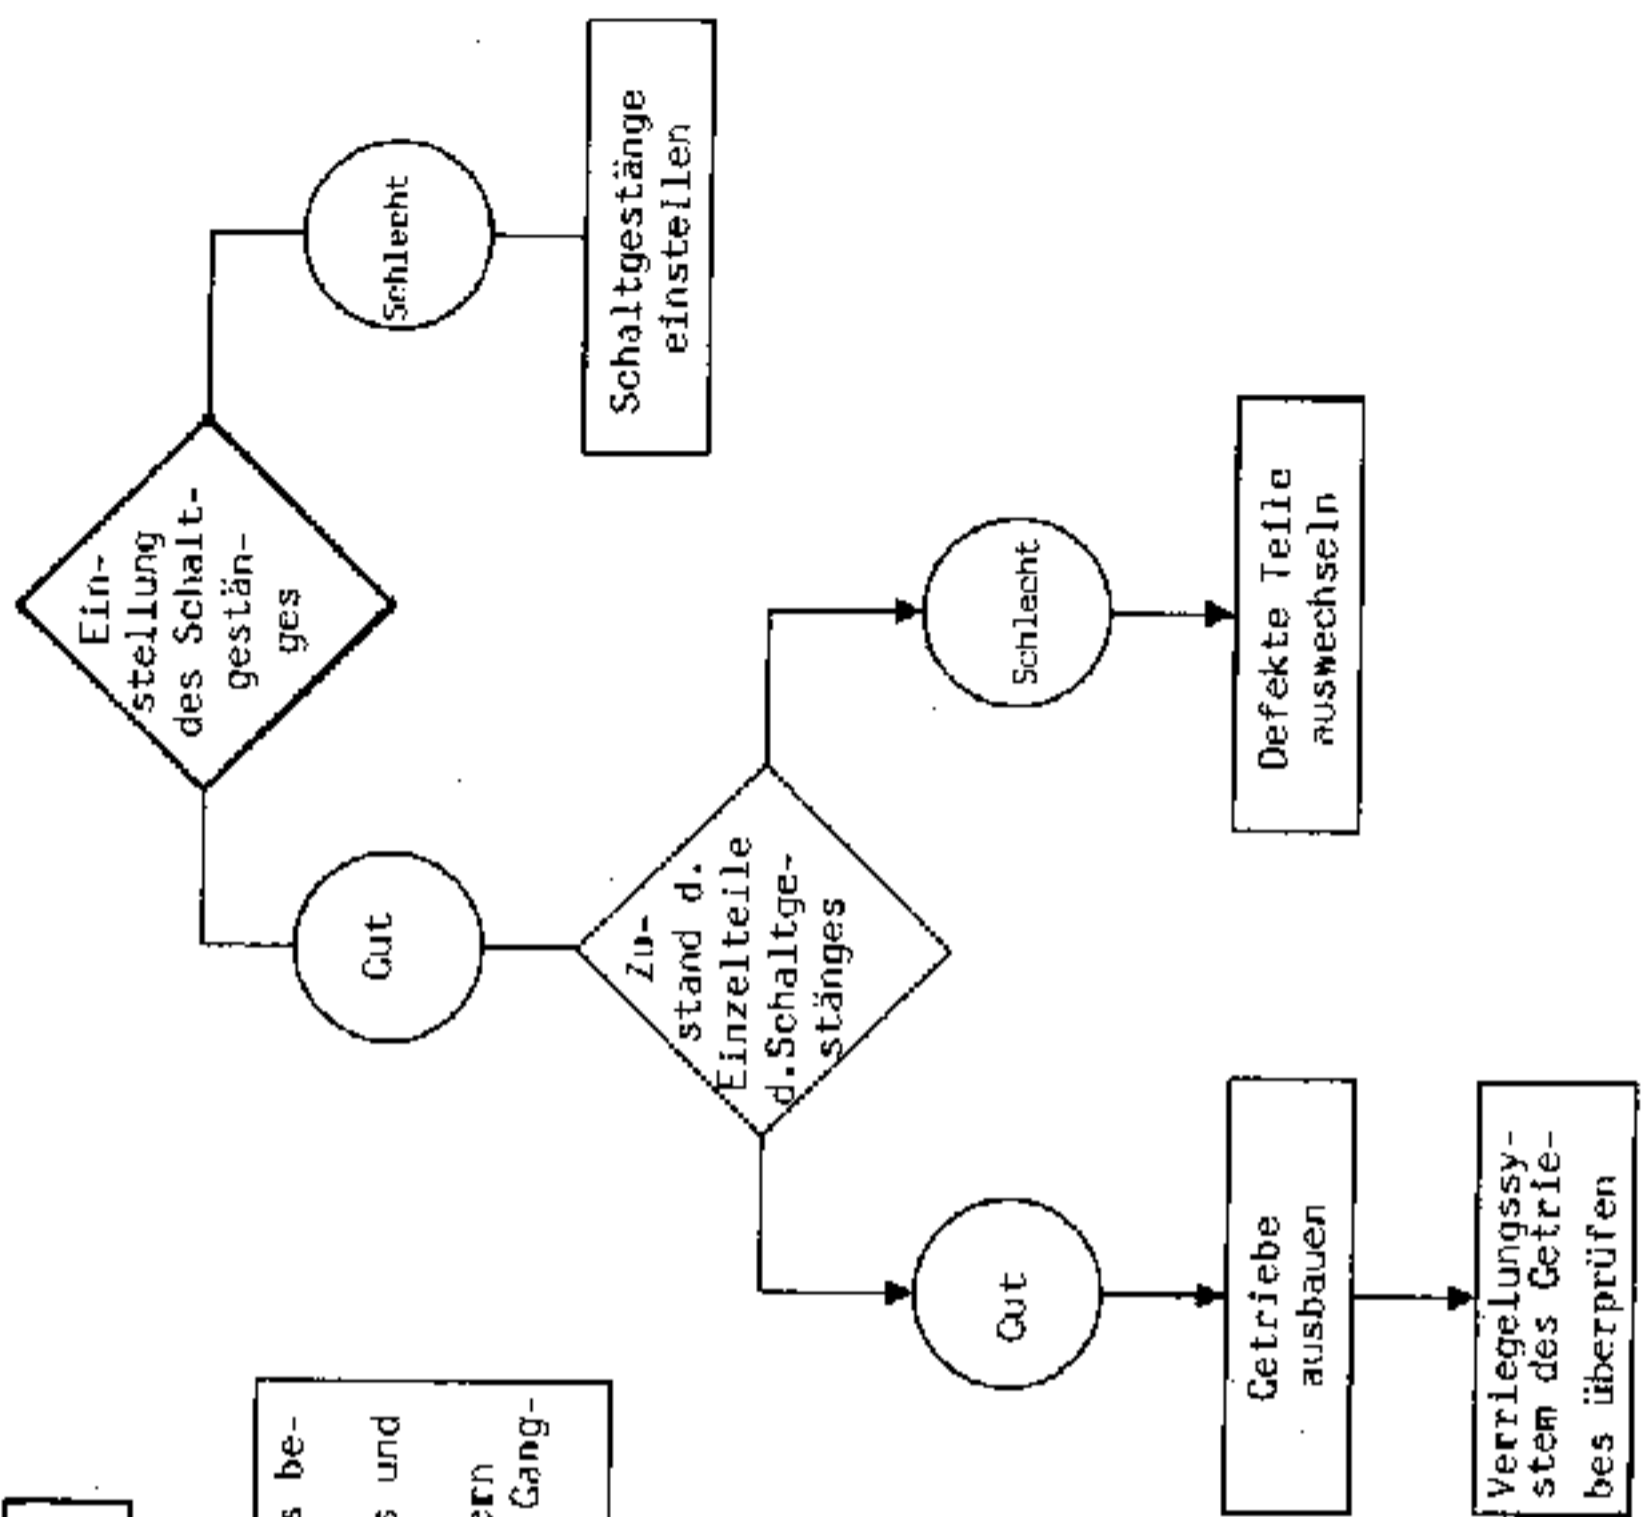 Ein-
stellung
des Schalt-
gestän-
ges
Schlecht
Schaltgestänge
einstellen
Gut
Zu-
stand d.
Einzelteile
d.Schaltge-
stänges
Schlecht
Defekte Teile
auswechseln
Gut
Getriebe
ausbauen
Verriegelungssy-
stem des Getrie-
bes überprüfen
s be-
s und
ern
Gang-